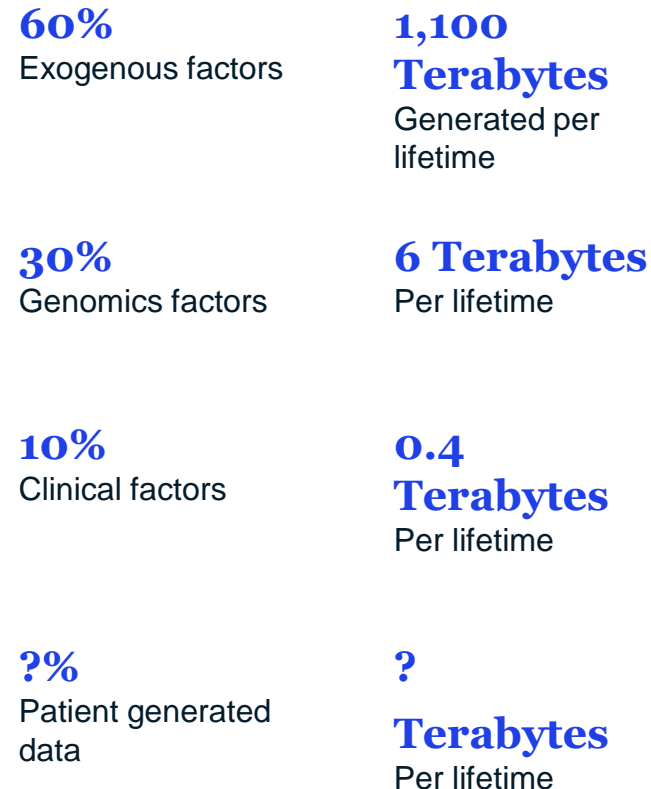 60%
Exogenous factors
1,100
Terabytes
Generated per
lifetime
30%
Genomics factors
6 Terabytes
Per lifetime
10%
Clinical factors
0.4
Terabytes
Per lifetime
?%
Patient generated
data
?
Terabytes
Per lifetime